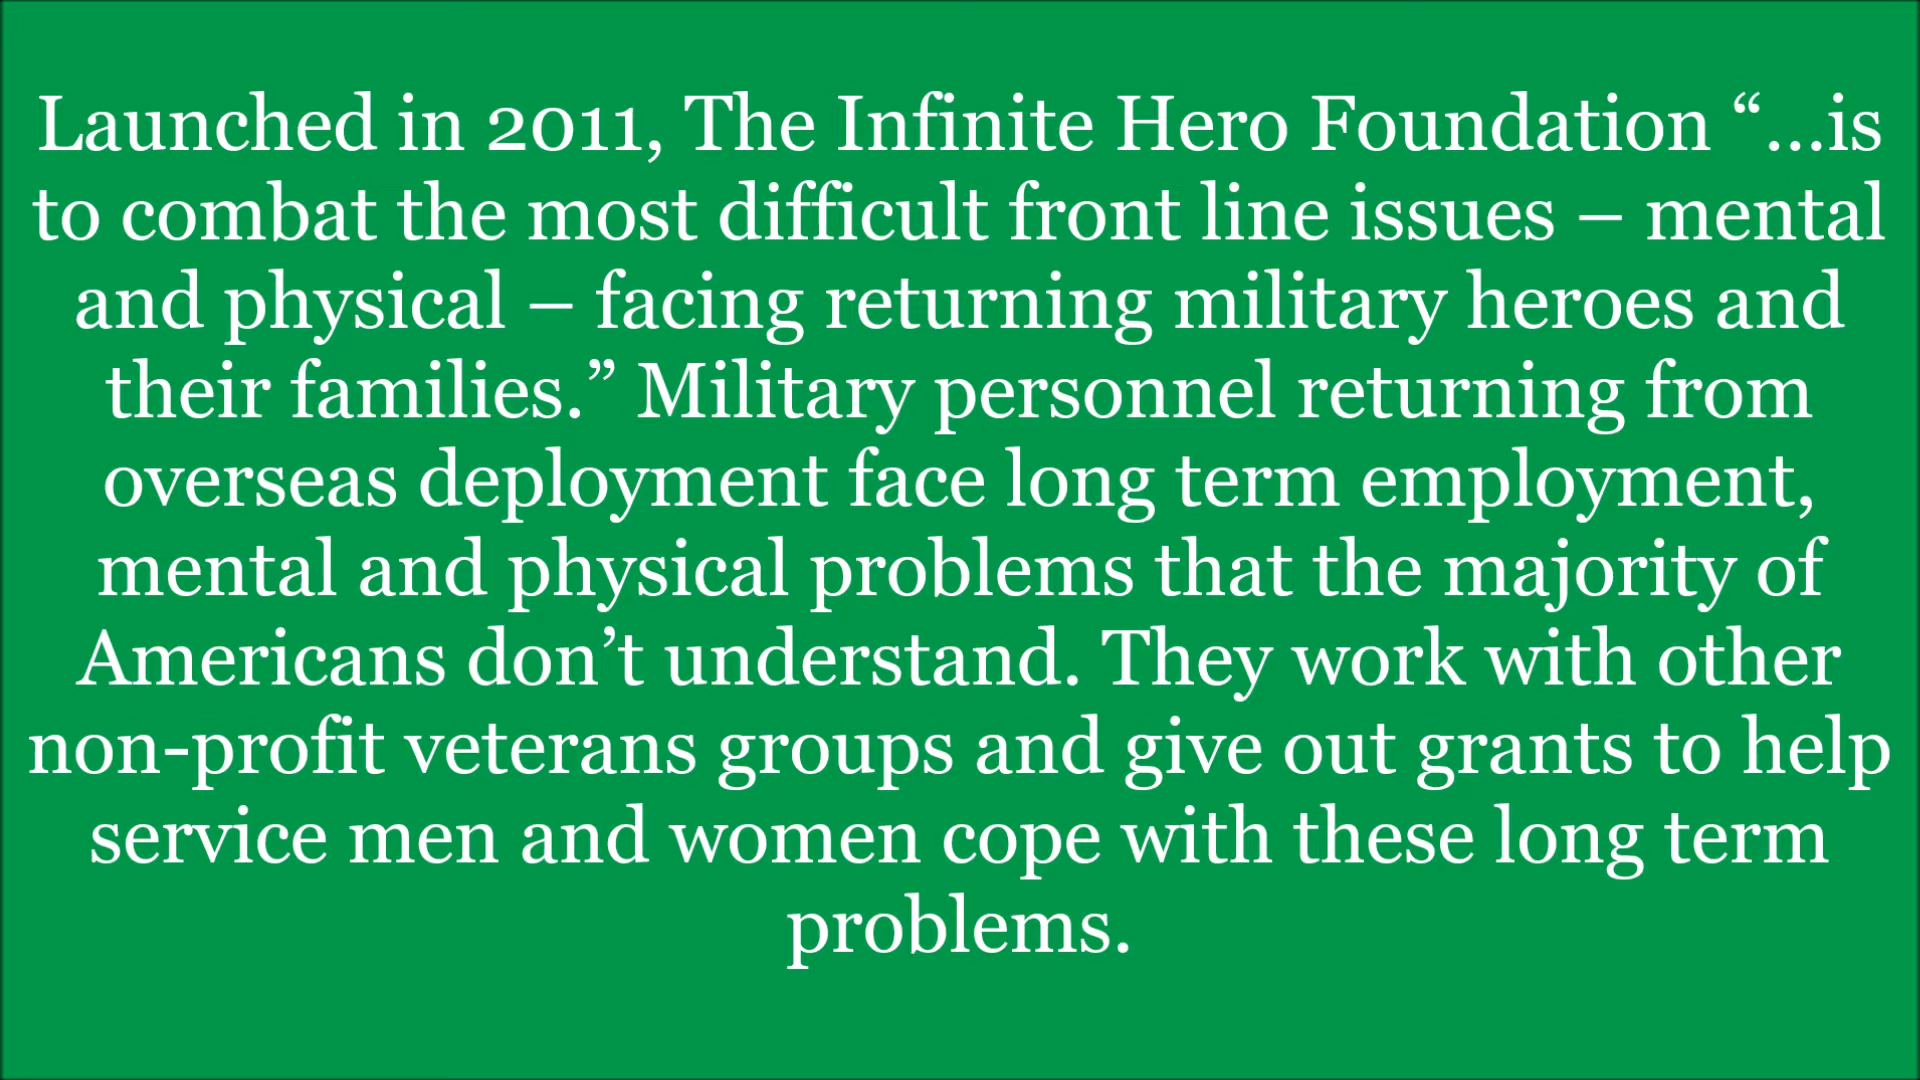 Launched in 2011, The Infinite Hero Foundation “...is
to combat the most difficult front line issues – mental
and physical – facing returning military heroes and
their families.” Military personnel returning from
overseas deployment face long term employment,
mental and physical problems that the majority of
Americans don’t understand. They work with other
non-profit veterans groups and give out grants to help
service men and women cope with these long term
problems.